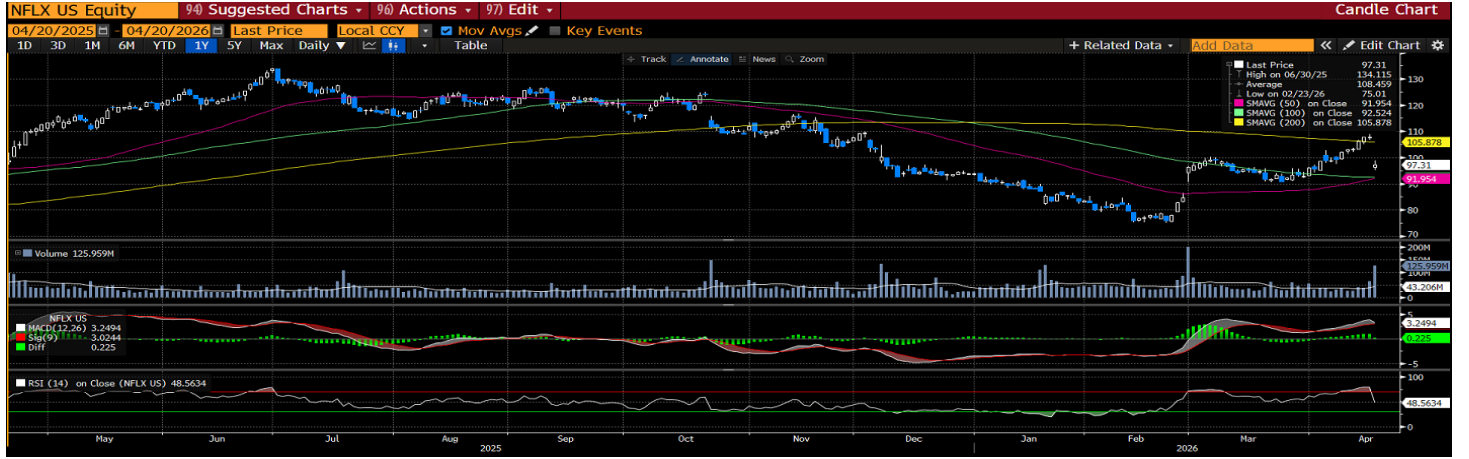 NFLX US Equity 94) Suggested Charts 96) Actions 97) Edit Candle Chart
04/20/2025 - 04/20/2026 Last Price Local CCY Mov Avgs Key Events
1D 3D 1M 6M YTD 1Y 5Y Max Daily ▼ Table + Related Data Add Data « Edit Chart
Track Annotate News Zoom
Last Price 97.31
High on 06/30/25 134.115
Average 108.459
Low on 02/23/26 75.01
SMAVG (50) on Close 91.954
SMAVG (100) on Close 92.524
SMAVG (200) on Close 105.878
130
120
110
105.878
100
97.31
91.954
90
80
70
Volume 125.959M
200M
150M
125.959M
100M
43.206M
0
NFLX US
MACD(12,26) 3.2494
Sig(9) 3.0244
Diff 0.225
5
3.2494
0.225
-5
RSI (14) on Close (NFLX US) 48.5634
100
48.5634
0
May Jun Jul Aug Sep Oct Nov Dec Jan Feb Mar Apr
2025 2026